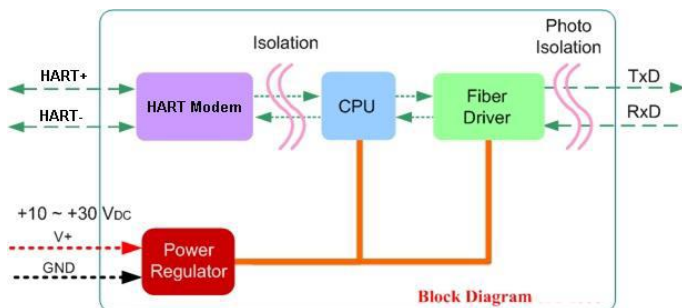 Photo
Isolation
Isolation
HART+
HART-
HART Modem
CPU
Fiber
Driver
TxD
RxD
+10 ~ +30 VDC
V+
GND
Power
Regulator
Block Diagram